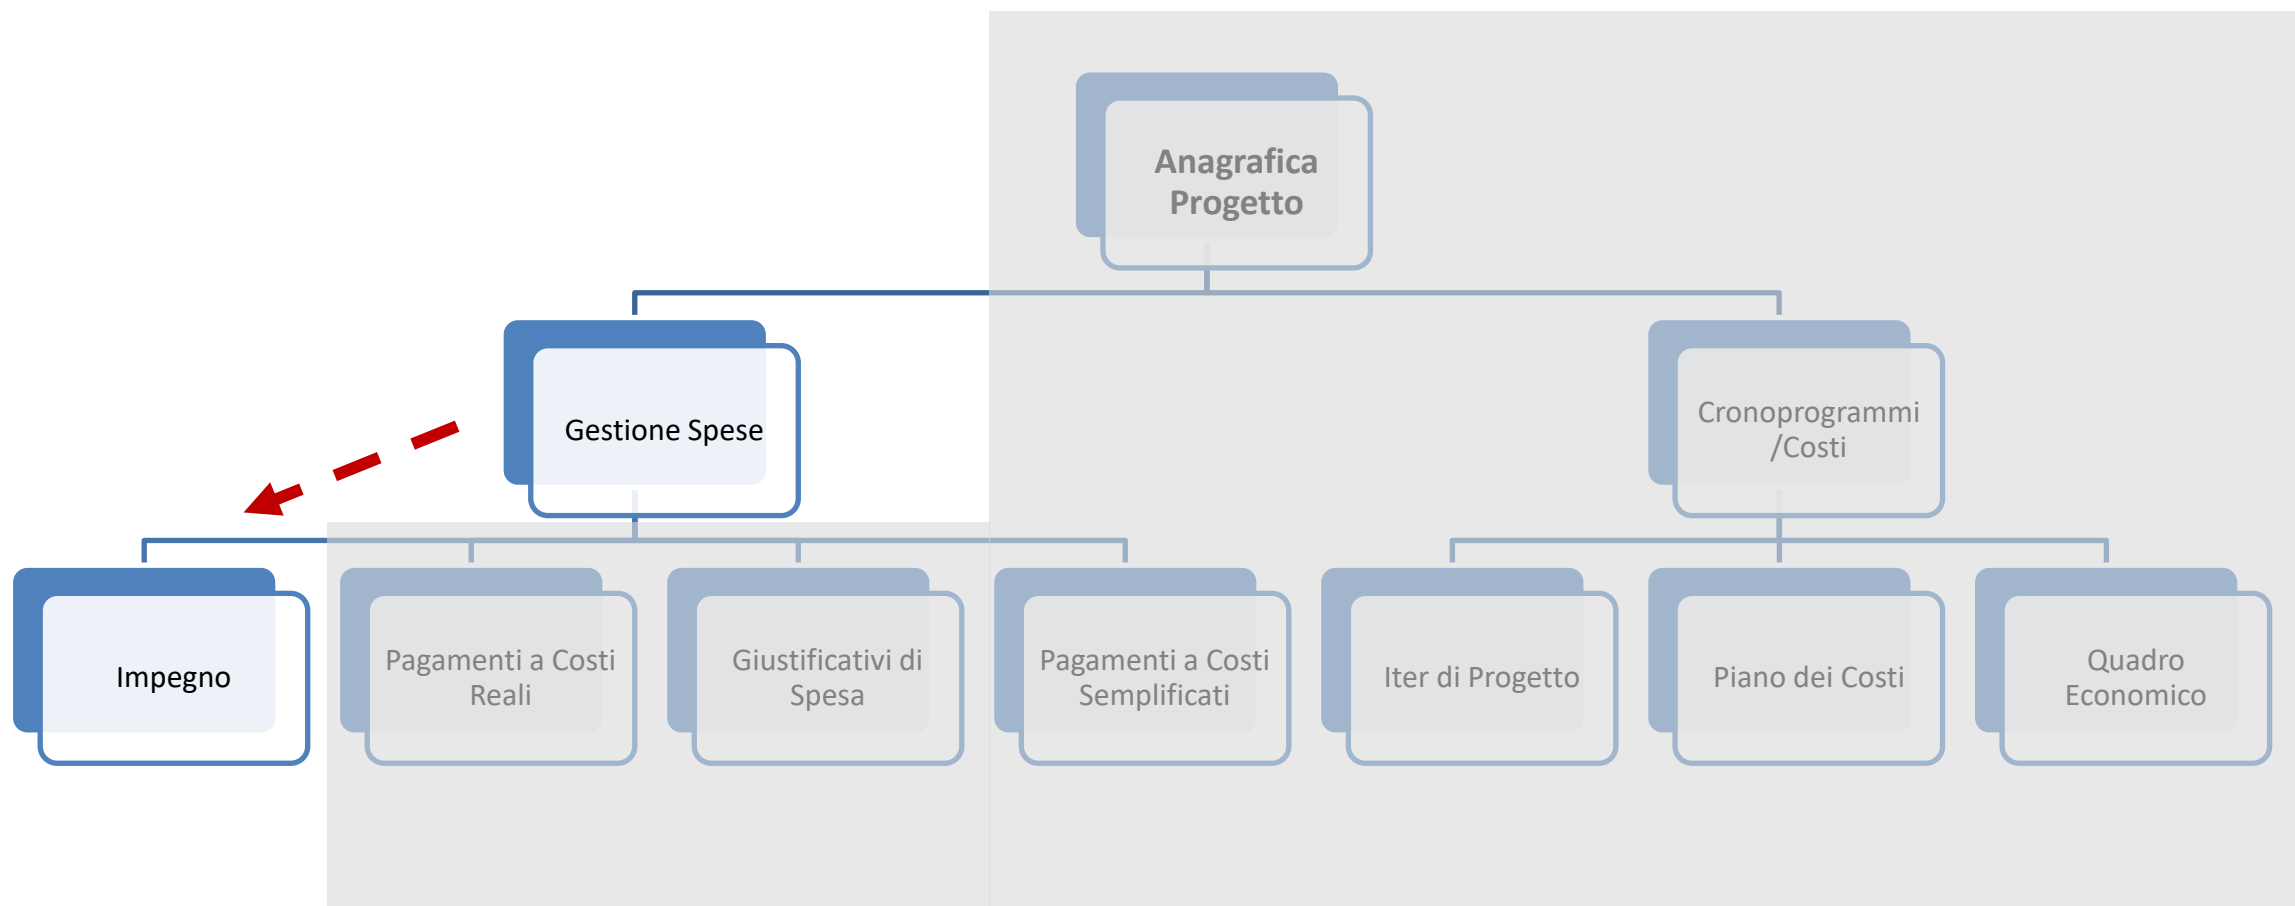 Anagrafica
Progetto
Gestione Spese
Cronoprogrammi
/Costi
Impegno
Pagamenti a Costi
Reali
Giustificativi di
Spesa
Pagamenti a Costi
Semplificati
Iter di Progetto
Piano dei Costi
Quadro
Economico